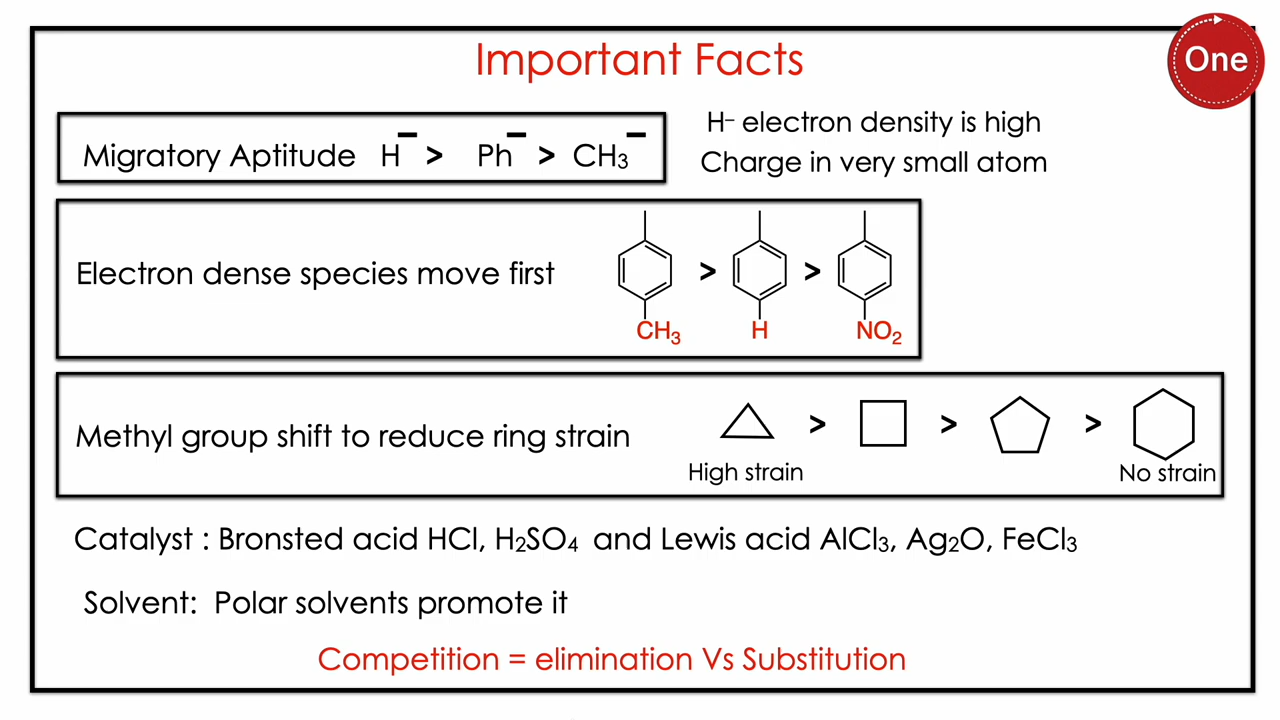 Important Facts
One
Migratory Aptitude H⁻ > Ph⁻ > CH₃⁻
H⁻ electron density is high
Charge in very small atom
Electron dense species move first
> >
CH₃ H NO₂
Methyl group shift to reduce ring strain
> > >
High strain
No strain
Catalyst : Bronsted acid HCl, H₂SO₄ and Lewis acid AlCl₃, Ag₂O, FeCl₃
Solvent: Polar solvents promote it
Competition = elimination Vs Substitution